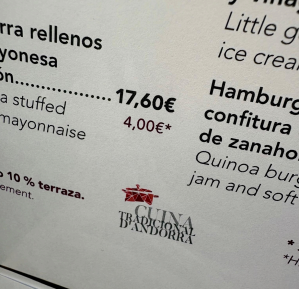 rra rellenos
yonesa
ón................17,60€
a stuffed 4,00€*
mayonnaise
o 10 % terraza.
ement.
CUINA
TRADICIONAL
D'ANDORRA
Little g
ice crea
Hamburg
confitura
de zanaho
Quinoa burg
jam and soft
*
*H